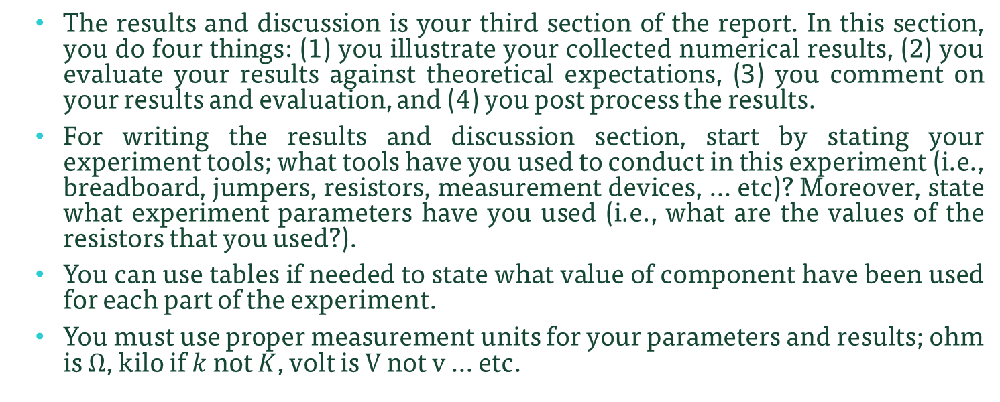 • The results and discussion is your third section of the report. In this section,
you do four things: (1) you illustrate your collected numerical results, (2) you
evaluate your results against theoretical expectations, (3) you comment on
your results and evaluation, and (4) you post process the results.
• For writing the results and discussion section, start by stating your
experiment tools; what tools have you used to conduct in this experiment (i.e.,
breadboard, jumpers, resistors, measurement devices, … etc)? Moreover, state
what experiment parameters have you used (i.e., what are the values of the
resistors that you used?).
• You can use tables if needed to state what value of component have been used
for each part of the experiment.
• You must use proper measurement units for your parameters and results; ohm
is Ω, kilo if k not K, volt is V not v … etc.